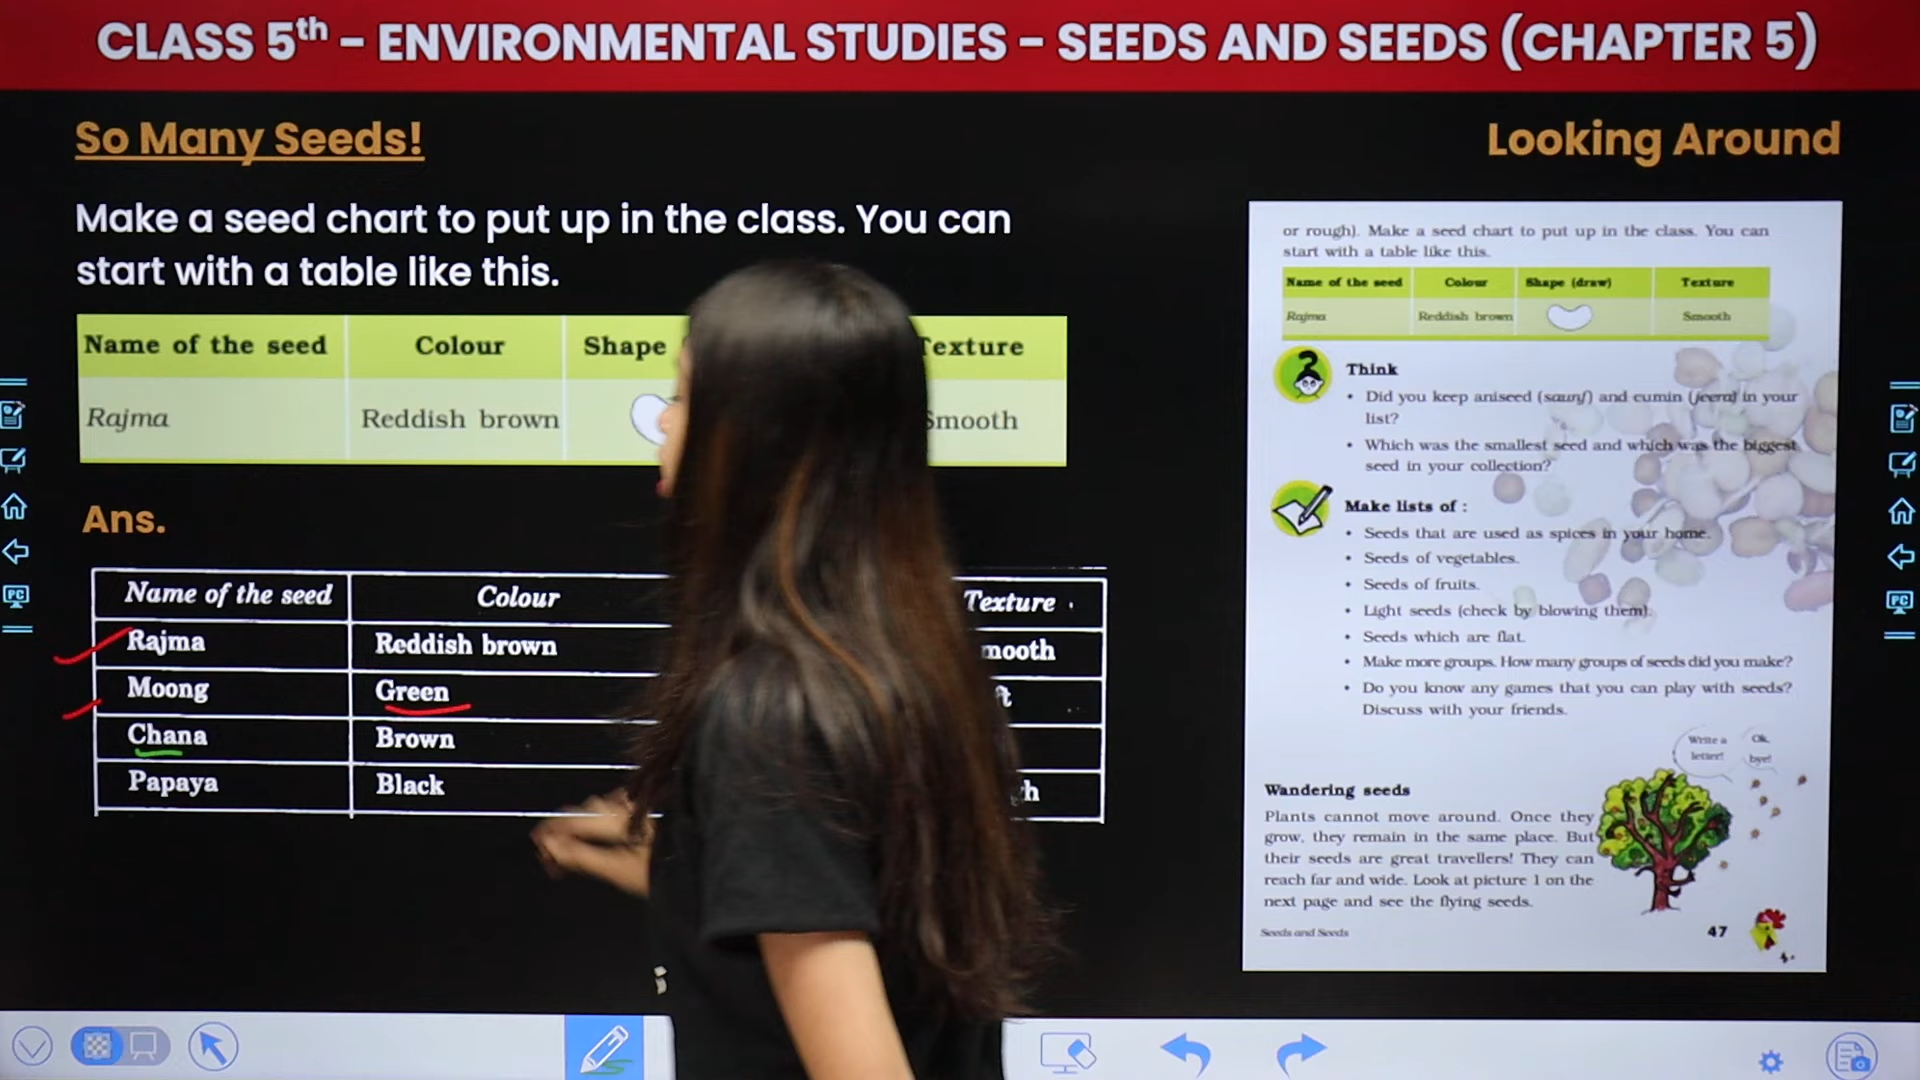 CLASS 5th - ENVIRONMENTAL STUDIES - SEEDS AND SEEDS (CHAPTER 5)
So Many Seeds!
Looking Around
Make a seed chart to put up in the class. You can
start with a table like this.
Name of the seed Colour Shape Texture
Rajma Reddish brown Smooth
Ans.
Name of the seed Colour Texture
Rajma Reddish brown mooth
Moong Green
Chana Brown
Papaya Black
or rough). Make a seed chart to put up in the class. You can
start with a table like this.
Name of the seed Colour Shape (draw) Texture
Rajma Reddish brown Smooth
Think
• Did you keep aniseed (saunf) and cumin (jeera) in your
list?
• Which was the smallest seed and which was the biggest
seed in your collection?
Make lists of :
• Seeds that are used as spices in your home.
• Seeds of vegetables.
• Seeds of fruits.
• Light seeds (check by blowing them).
• Seeds which are flat.
• Make more groups. How many groups of seeds did you make?
• Do you know any games that you can play with seeds?
Discuss with your friends.
Write a
letter!
Ok,
bye!
Wandering seeds
Plants cannot move around. Once they
grow, they remain in the same place. But
their seeds are great travellers! They can
reach far and wide. Look at picture 1 on the
next page and see the flying seeds.
Seeds and Seeds
47
PC
PC